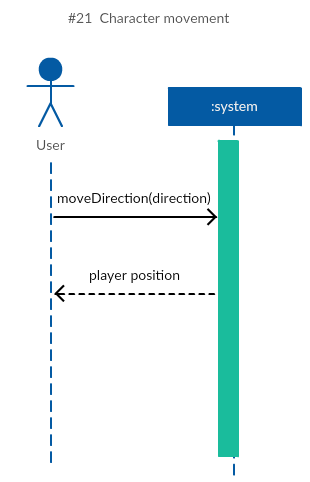 #21 Character movement
:system
User
moveDirection(direction)
player position